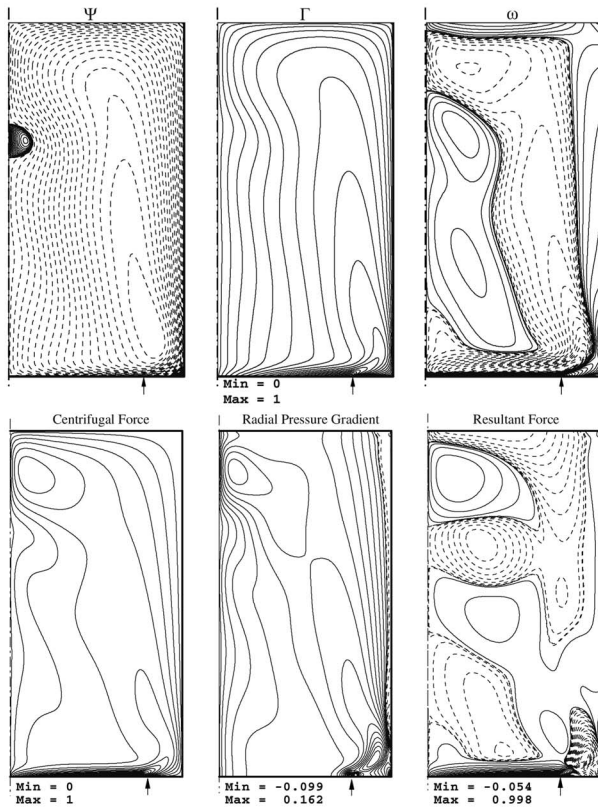 Ψ Γ ω
Min = 0
Max = 1
Centrifugal Force Radial Pressure Gradient Resultant Force
Min = 0 Min = -0.099 Min = -0.054
Max = 1 Max = 0.162 Max = 0.998